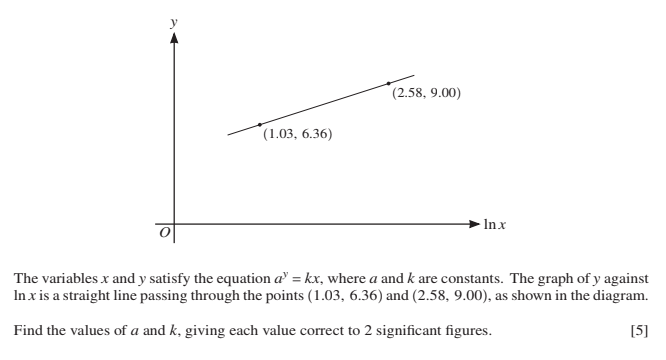 y
(2.58, 9.00)
(1.03, 6.36)
O
ln x
The variables x and y satisfy the equation aʸ = kx, where a and k are constants. The graph of y against
ln x is a straight line passing through the points (1.03, 6.36) and (2.58, 9.00), as shown in the diagram.
Find the values of a and k, giving each value correct to 2 significant figures. [5]